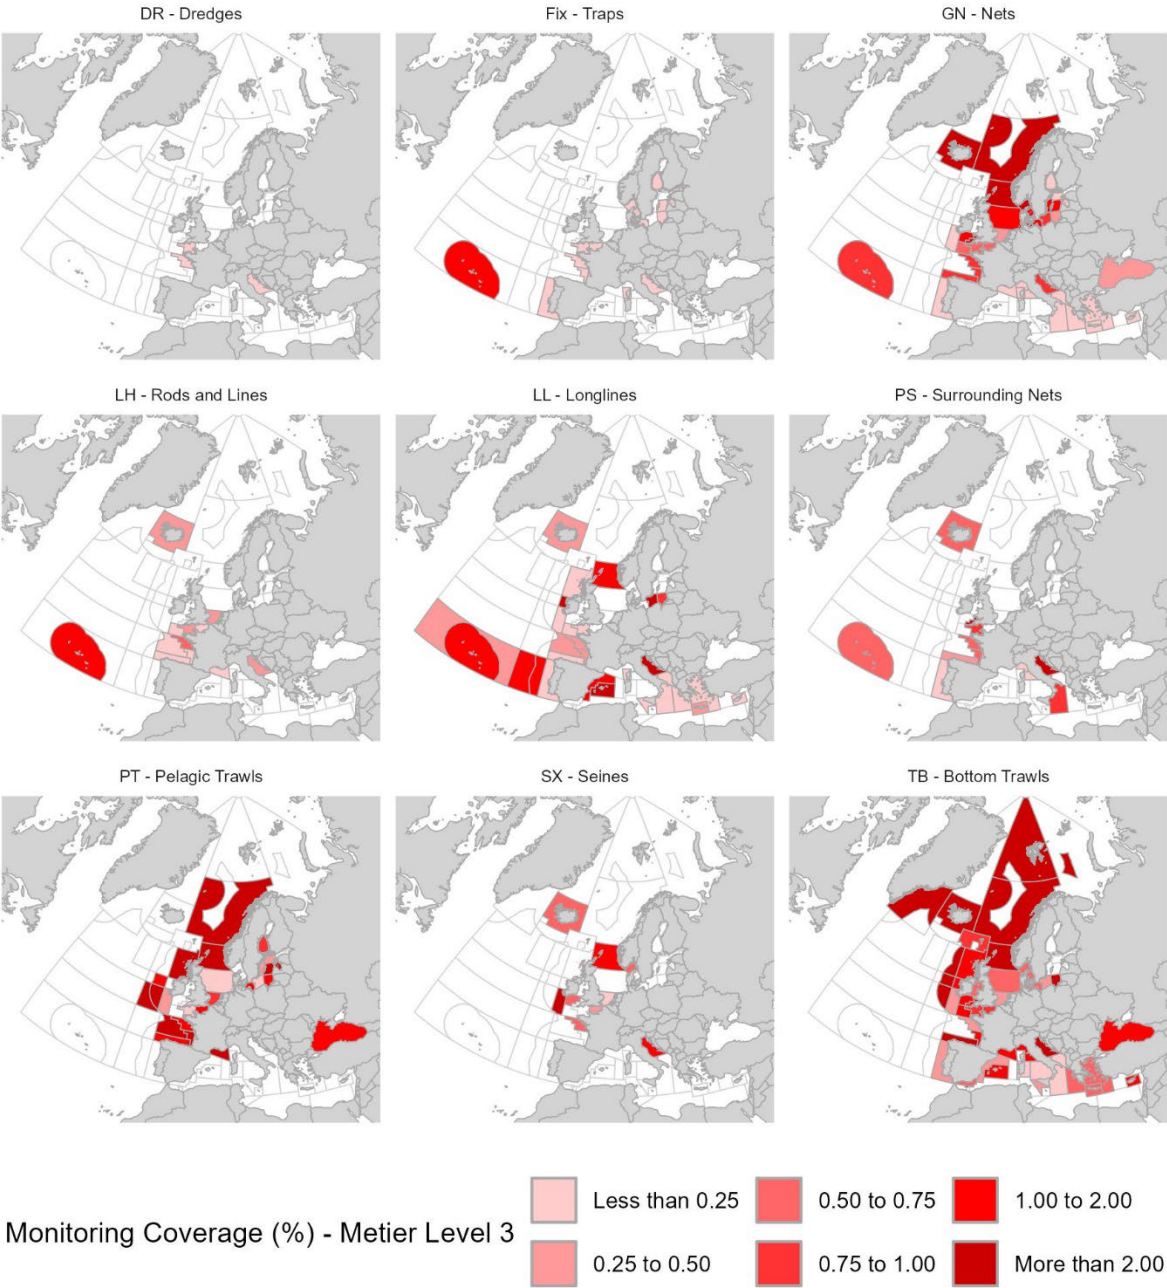 DR - Dredges
Fix - Traps
GN - Nets
LH - Rods and Lines
LL - Longlines
PS - Surrounding Nets
PT - Pelagic Trawls
SX - Seines
TB - Bottom Trawls
Monitoring Coverage (%) - Metier Level 3
Less than 0.25
0.50 to 0.75
1.00 to 2.00
0.25 to 0.50
0.75 to 1.00
More than 2.00